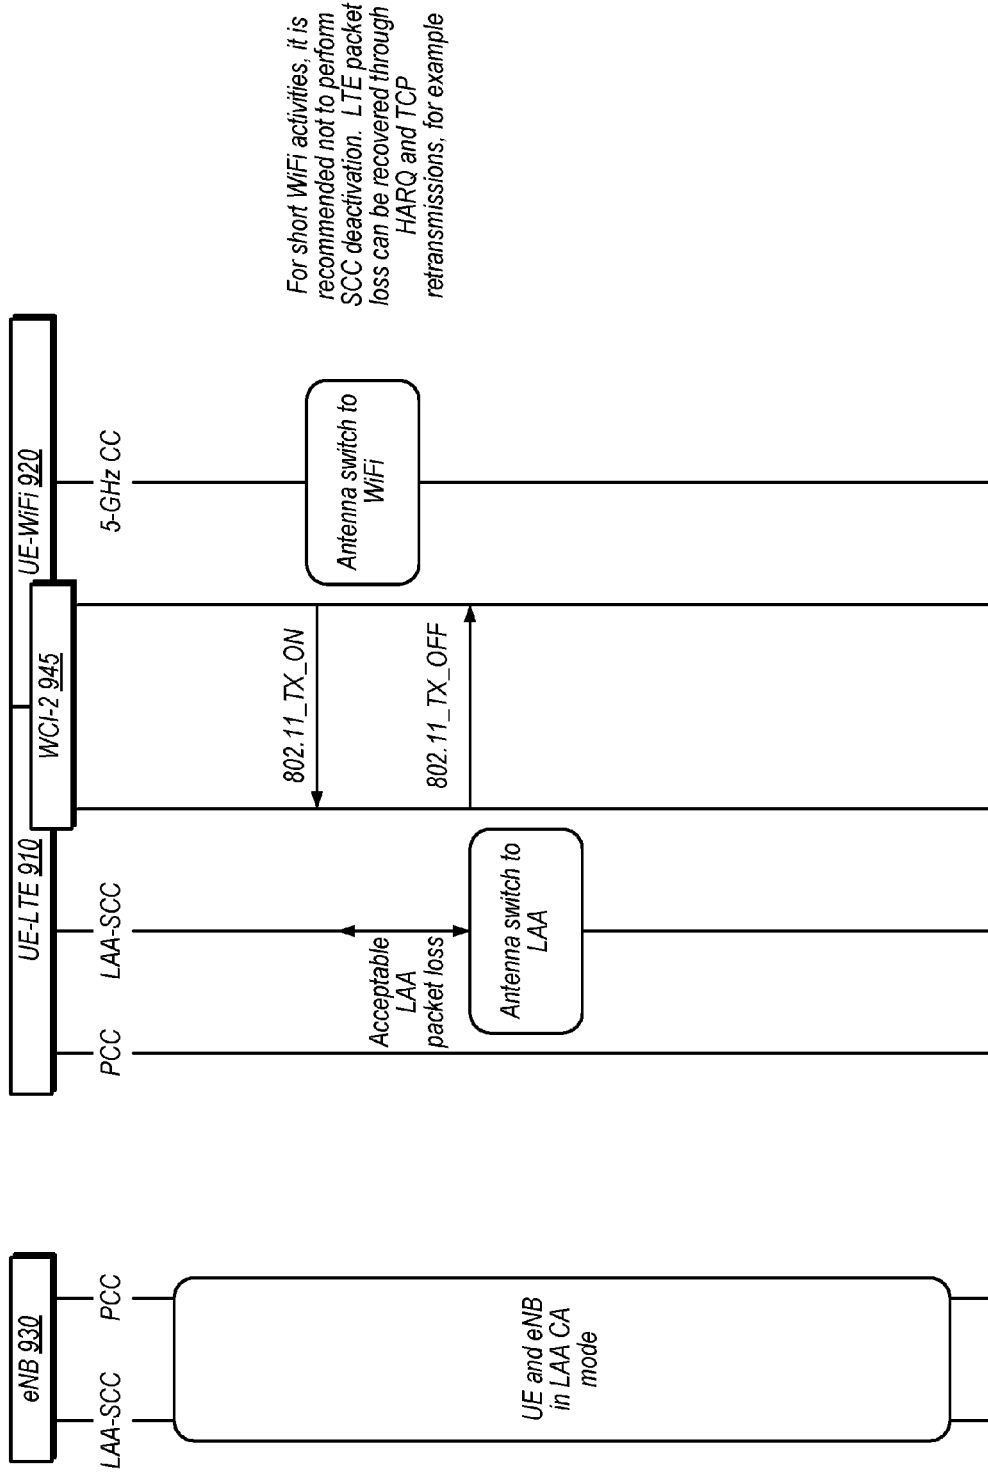 eNB 930
LAA-SCC
PCC
UE and eNB
in LAA CA
mode
UE-LTE 910
PCC
LAA-SCC
Acceptable
LAA
packet loss
Antenna switch to
LAA
WCI-2 945
802.11_TX_ON
802.11_TX_OFF
UE-WiFi 920
5-GHz CC
Antenna switch to
WiFi
For short WiFi activities, it is
recommended not to perform
SCC deactivation. LTE packet
loss can be recovered through
HARQ and TCP
retransmissions, for example